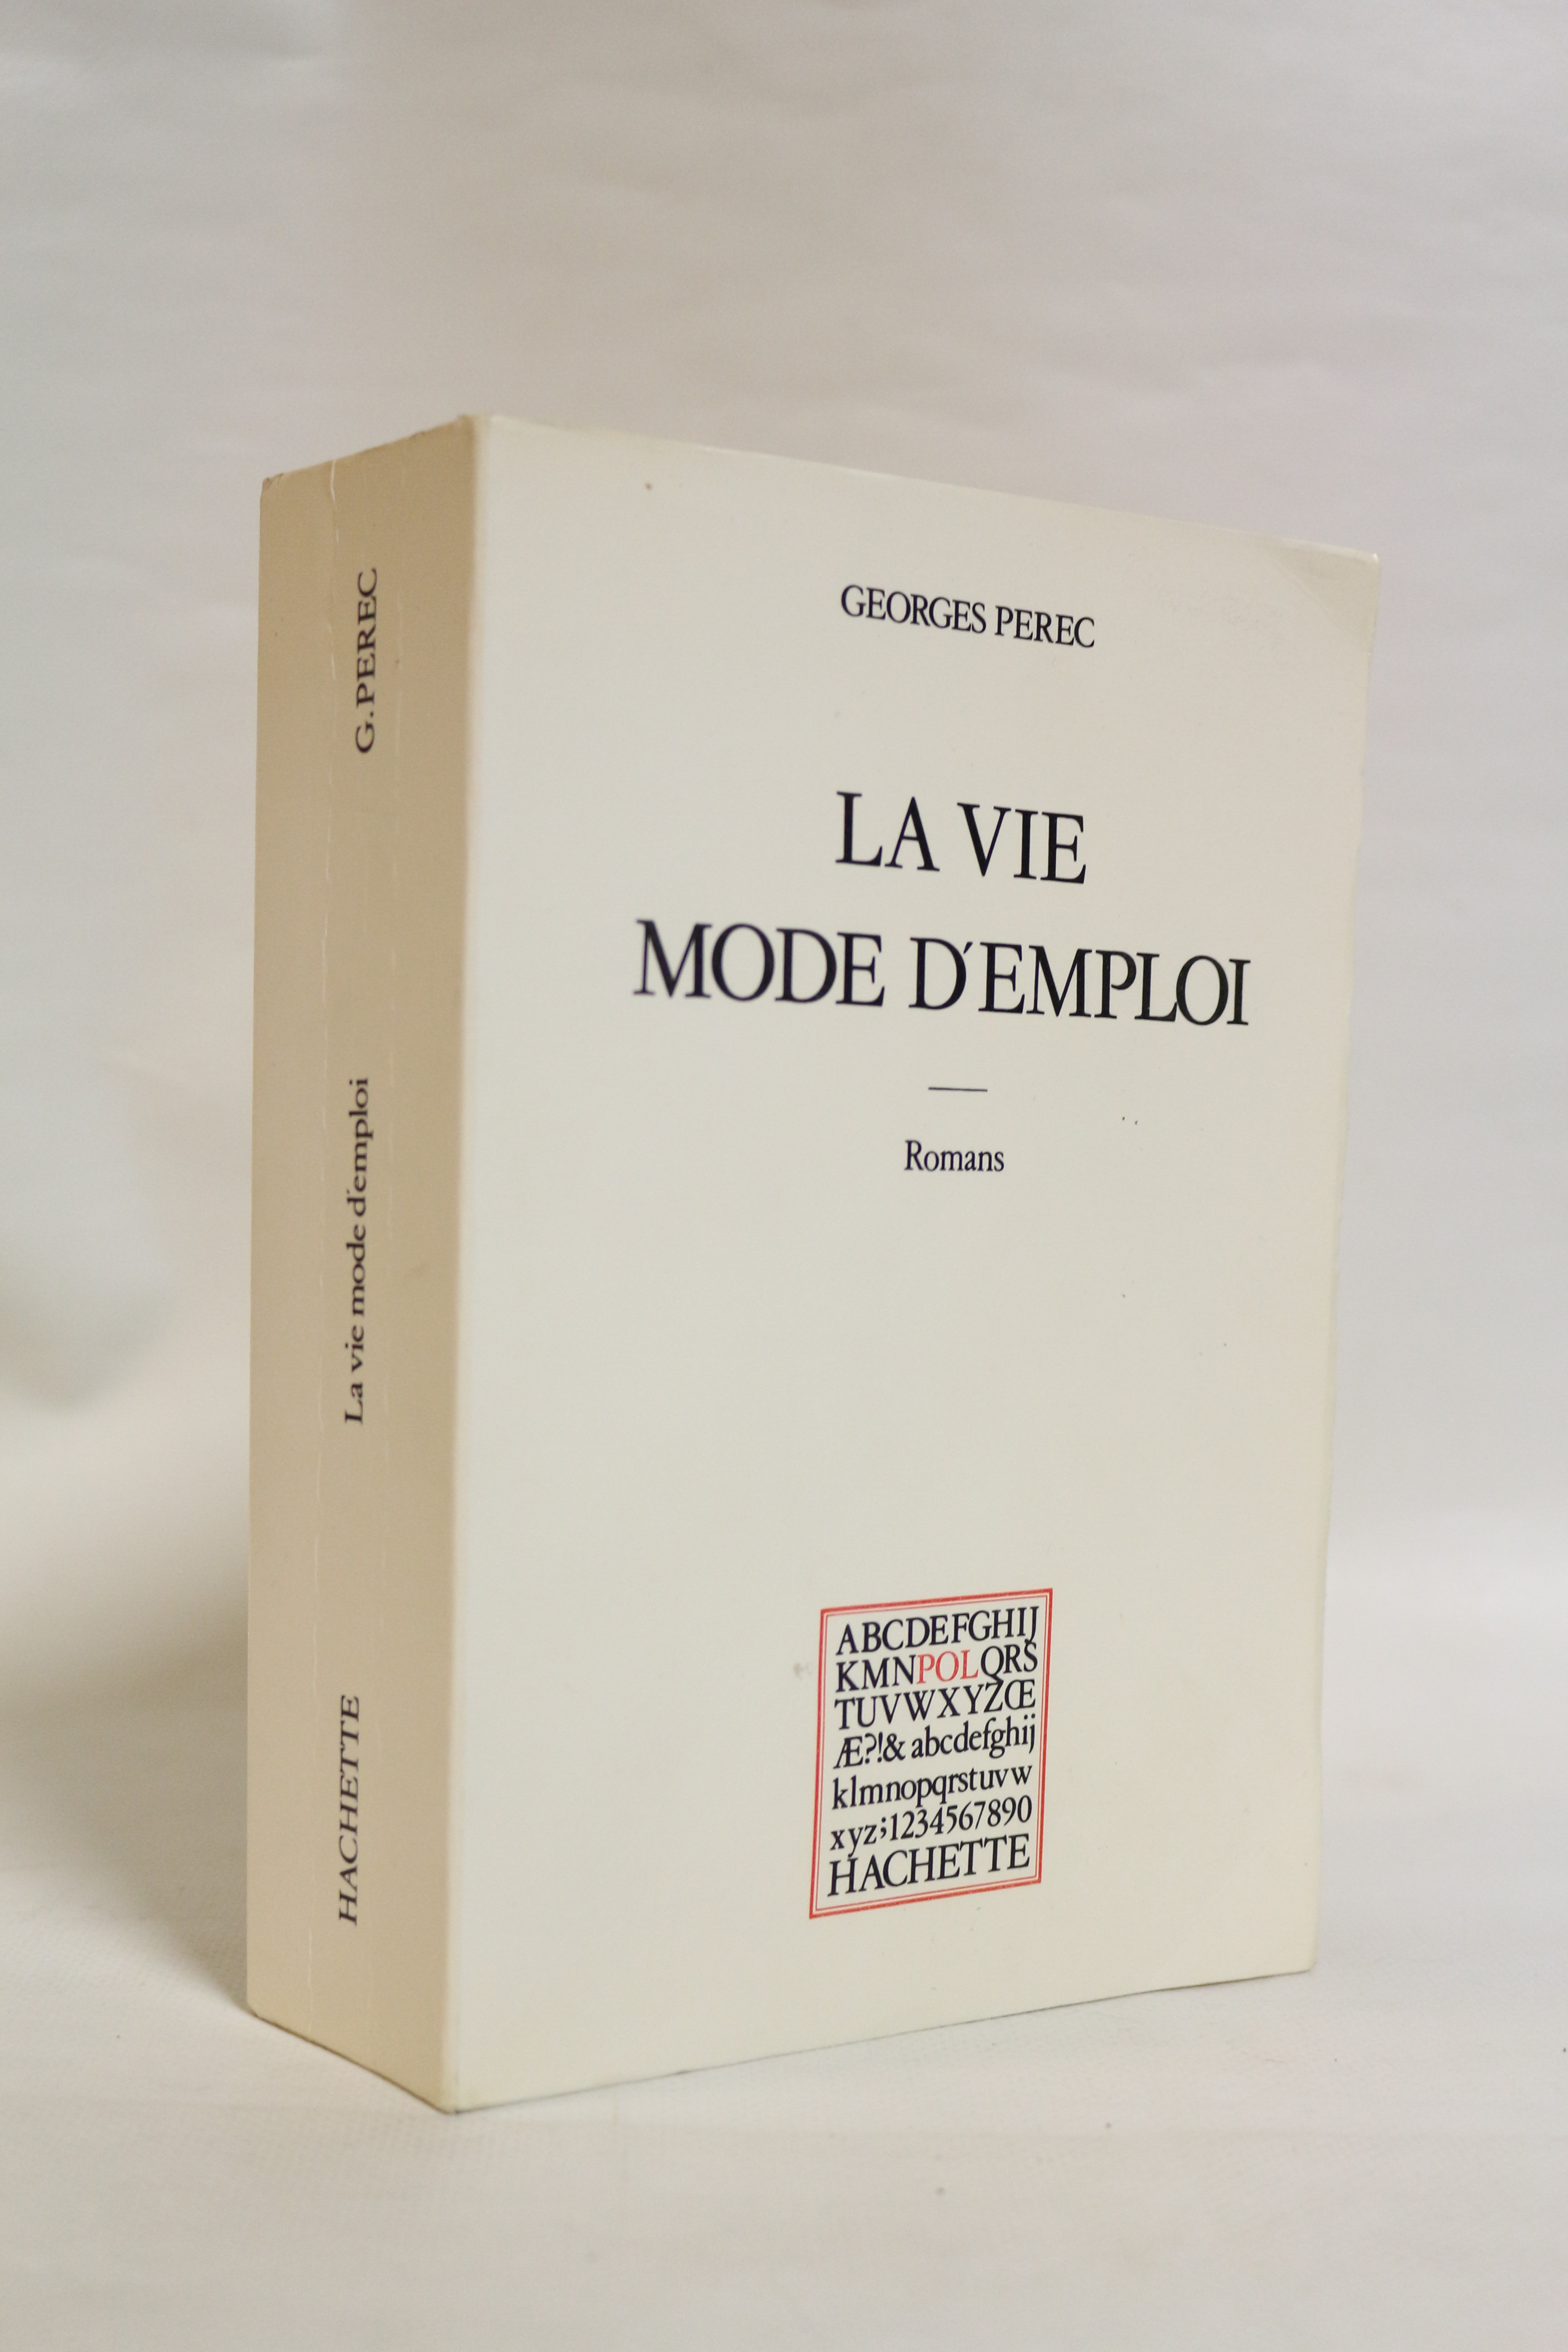 GEORGES PEREC
LA VIE
MODE D'EMPLOI
Romans
ABCDEFGHIJ
KMNPOLQRS
TUVWXYZŒ
Æ?!& abcdefghij
klmnopqrstuvw
xyz;1234567890
HACHETTE
G.PEREC
La vie mode d'emploi
HACHETTE